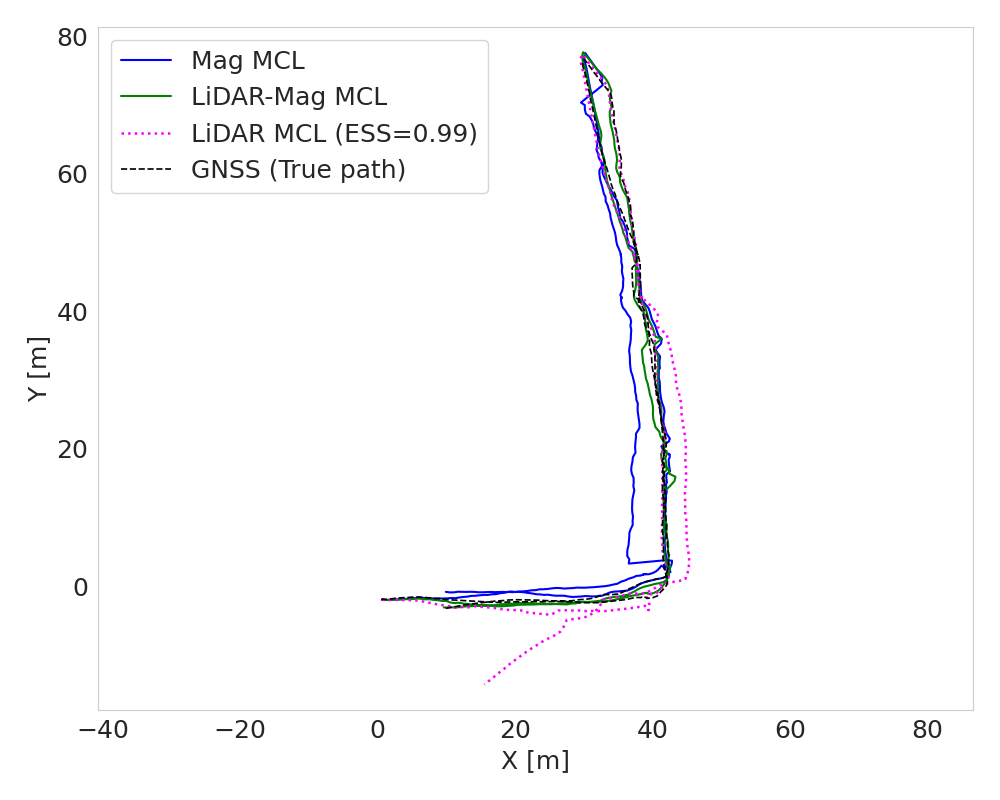 80
60
40
20
0
Y [m]
Mag MCL
LiDAR-Mag MCL
LiDAR MCL (ESS=0.99)
GNSS (True path)
−40 −20 0 20 40 60 80
X [m]